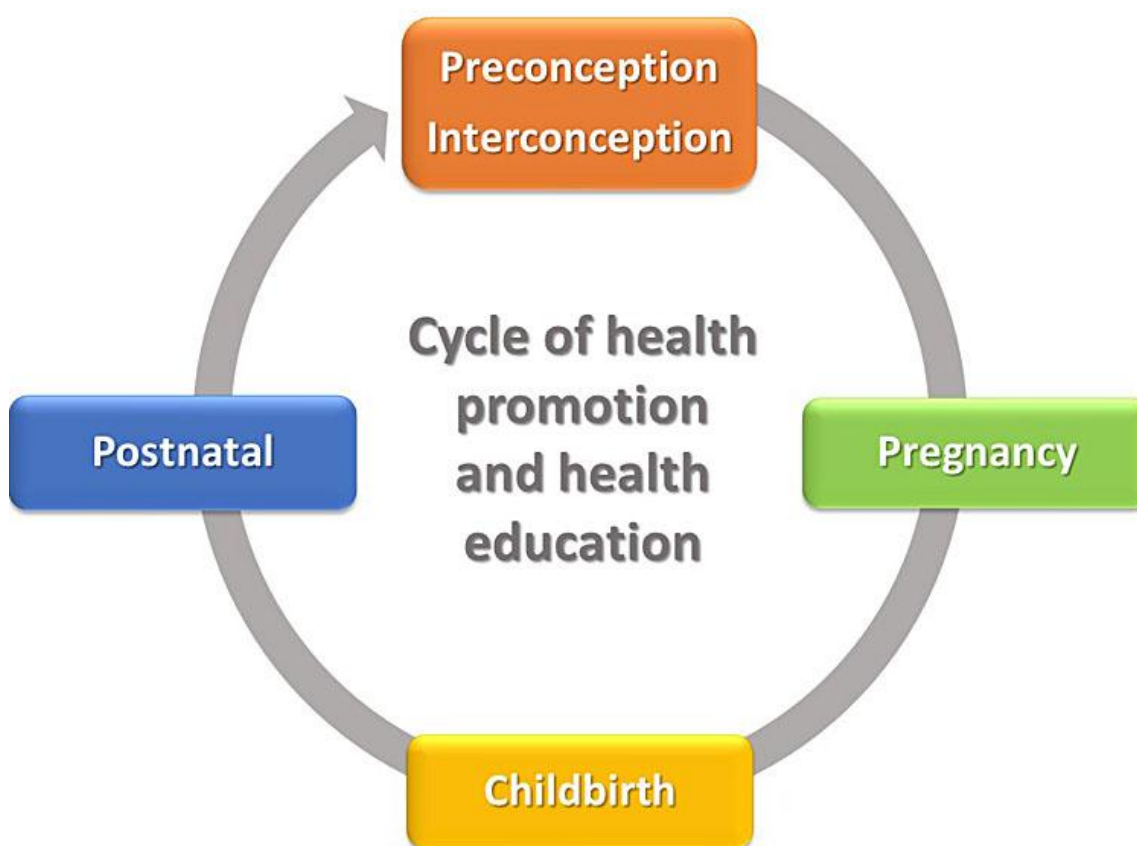 Preconception
Interconception
Cycle of health
promotion
and health
education
Postnatal
Pregnancy
Childbirth